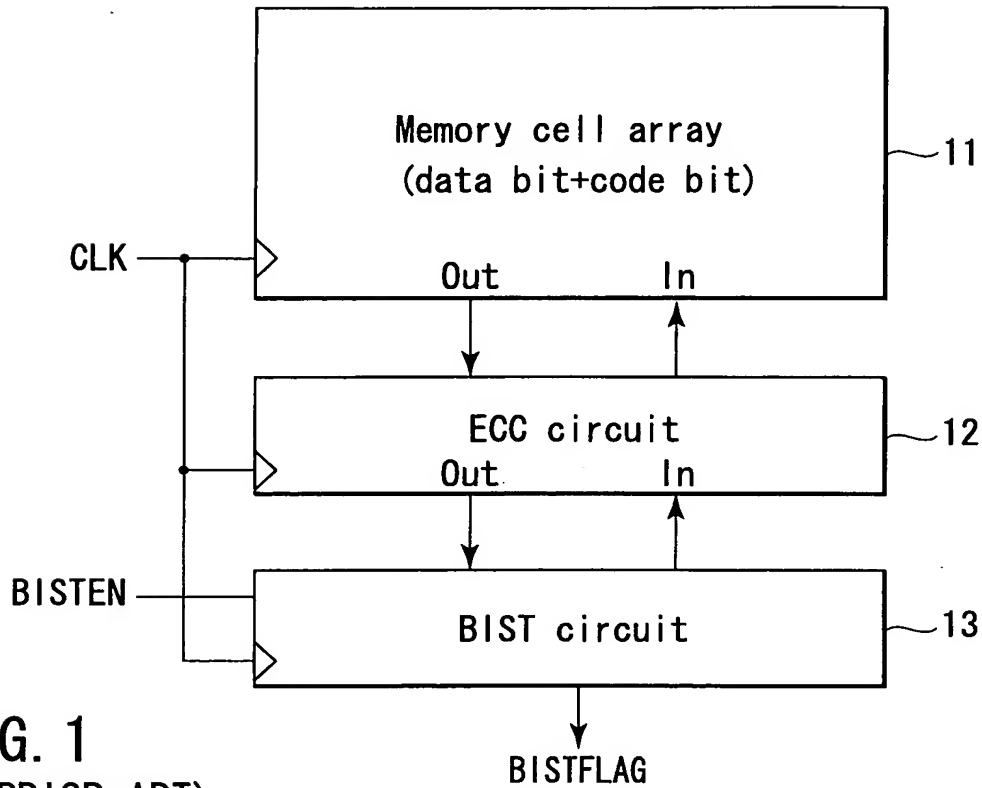 Memory cell array
(data bit+code bit)
11
CLK
Out In
ECC circuit
12
Out In
BISTEN
BIST circuit
13
G. 1
BISTFLAG